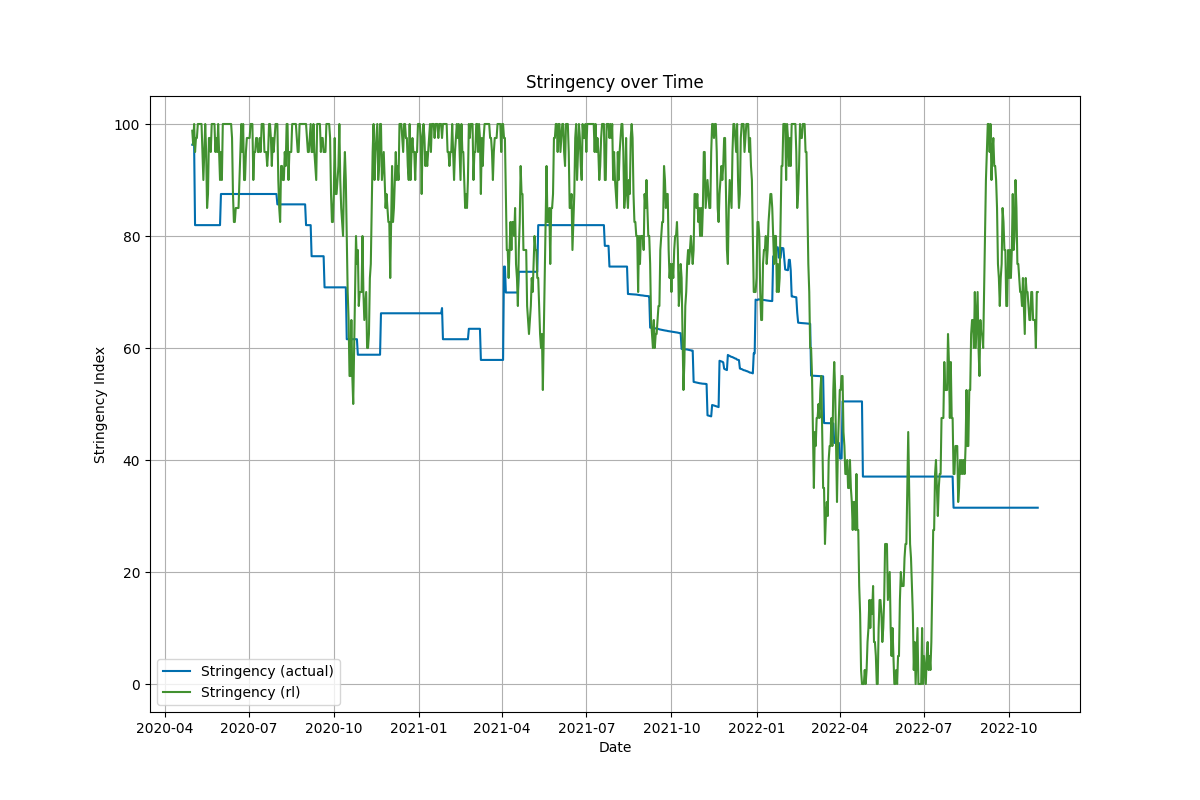 Stringency over Time
Stringency Index
100
80
60
40
20
0
Stringency (actual)
Stringency (rl)
2020-04 2020-07 2020-10 2021-01 2021-04 2021-07 2021-10 2022-01 2022-04 2022-07 2022-10
Date